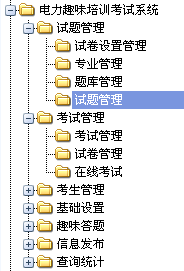 电力趣味培训考试系统
试题管理
试卷设置管理
专业管理
题库管理
试题管理
考试管理
考试管理
试卷管理
在线考试
考生管理
基础设置
趣味答题
信息发布
查询统计